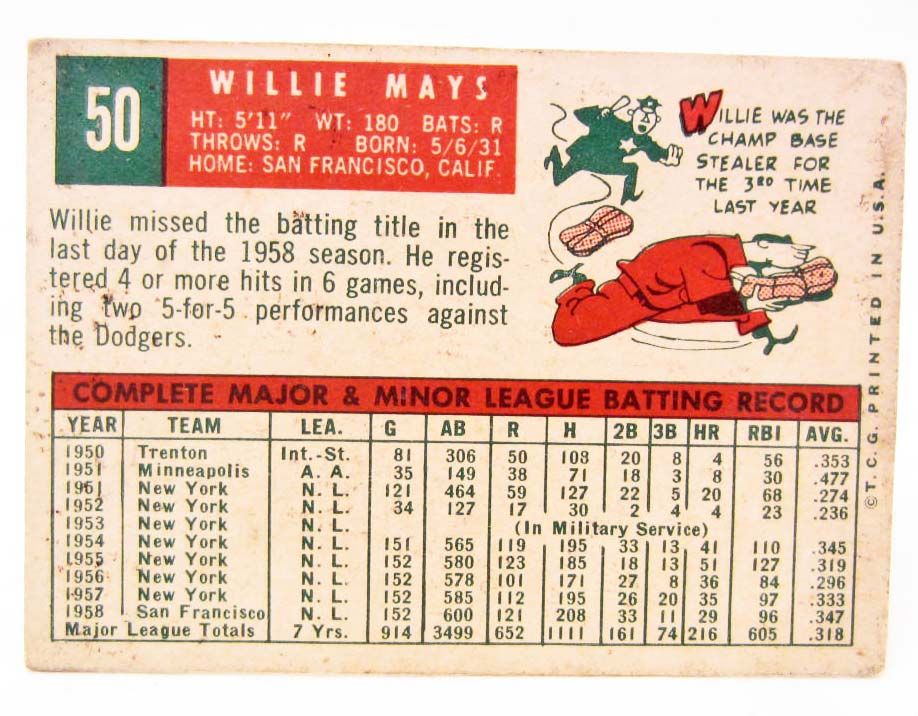 50
WILLIE MAYS
HT: 5'11" WT: 180 BATS: R
THROWS: R BORN: 5/6/31
HOME: SAN FRANCISCO, CALIF.
WILLIE WAS THE
CHAMP BASE
STEALER FOR
THE 3RD TIME
LAST YEAR
Willie missed the batting title in the
last day of the 1958 season. He regis-
tered 4 or more hits in 6 games, includ-
ing two 5-for-5 performances against
the Dodgers.
COMPLETE MAJOR & MINOR LEAGUE BATTING RECORD
YEAR TEAM LEA. G AB R H 2B 3B HR RBI AVG.
1950 Trenton Int.-St. 81 306 50 108 20 8 4 56 .353
1951 Minneapolis A. A. 35 149 38 71 18 3 8 30 .477
1951 New York N. L. 121 464 59 127 22 5 20 68 .274
1952 New York N. L. 34 127 17 30 2 4 4 23 .236
1953 New York N. L. (In Military Service)
1954 New York N. L. 151 565 119 195 33 13 41 110 .345
1955 New York N. L. 152 580 123 185 18 13 51 127 .319
1956 New York N. L. 152 578 101 171 27 8 36 84 .296
1957 New York N. L. 152 585 112 195 26 20 35 97 .333
1958 San Francisco N. L. 152 600 121 208 33 11 29 96 .347
Major League Totals 7 Yrs. 914 3499 652 1111 161 74 216 605 .318
© T. C. G. PRINTED IN U.S.A.